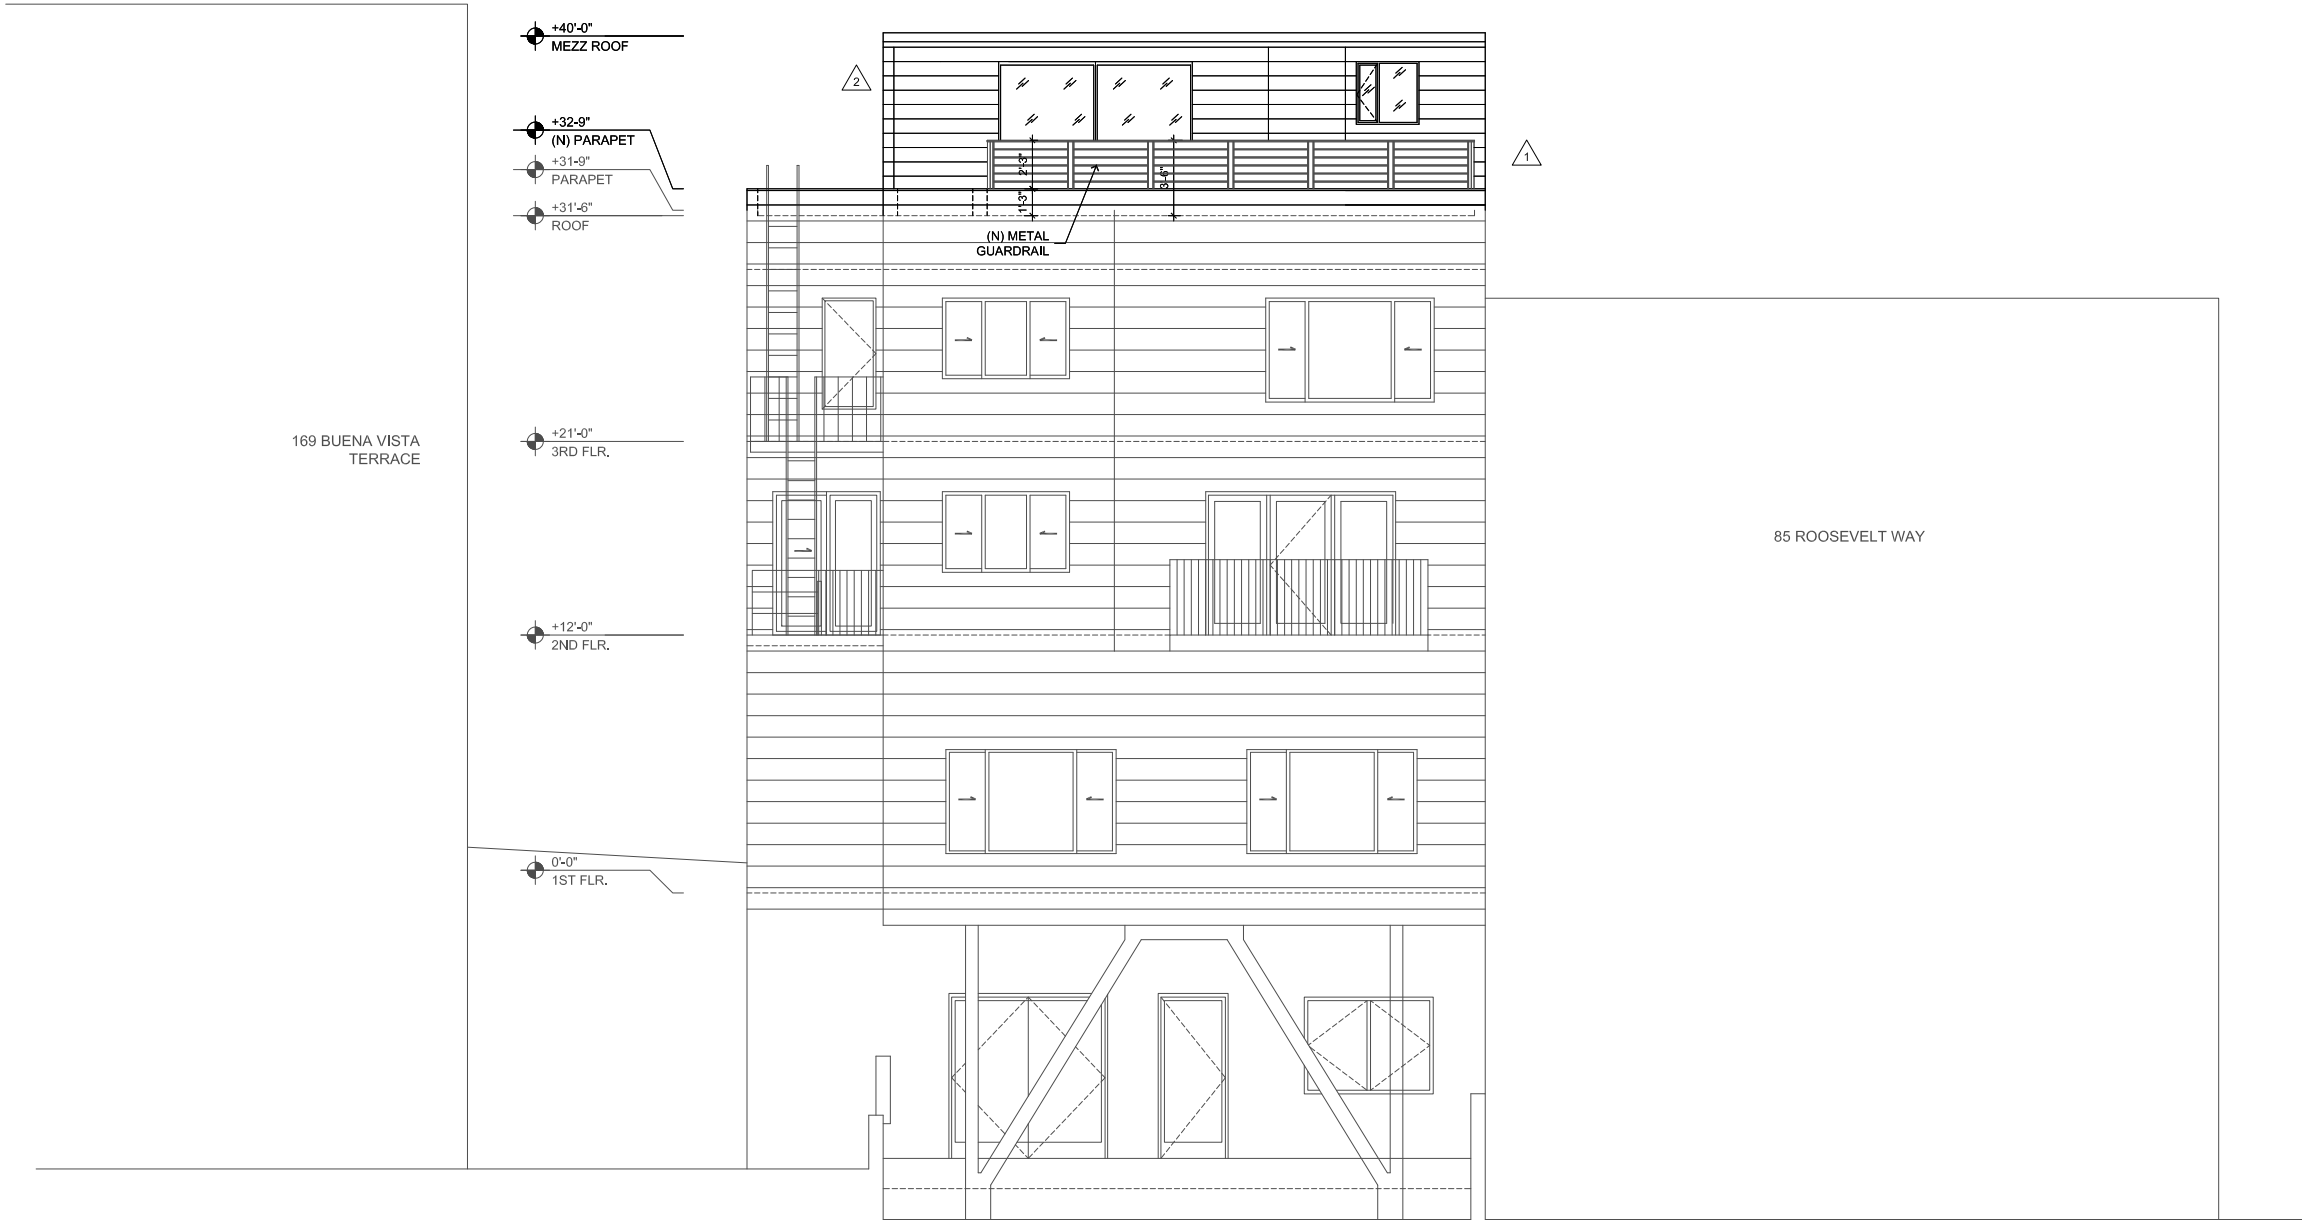 +40'-0"
MEZZ ROOF
2
+32-9"
(N) PARAPET
+31-9"
PARAPET
+31'-6"
ROOF
1
2'-3"
3-6"
1'-3"
(N) METAL
GUARDRAIL
169 BUENA VISTA
TERRACE
+21'-0"
3RD FLR.
85 ROOSEVELT WAY
+12'-0"
2ND FLR.
0'-0"
1ST FLR.